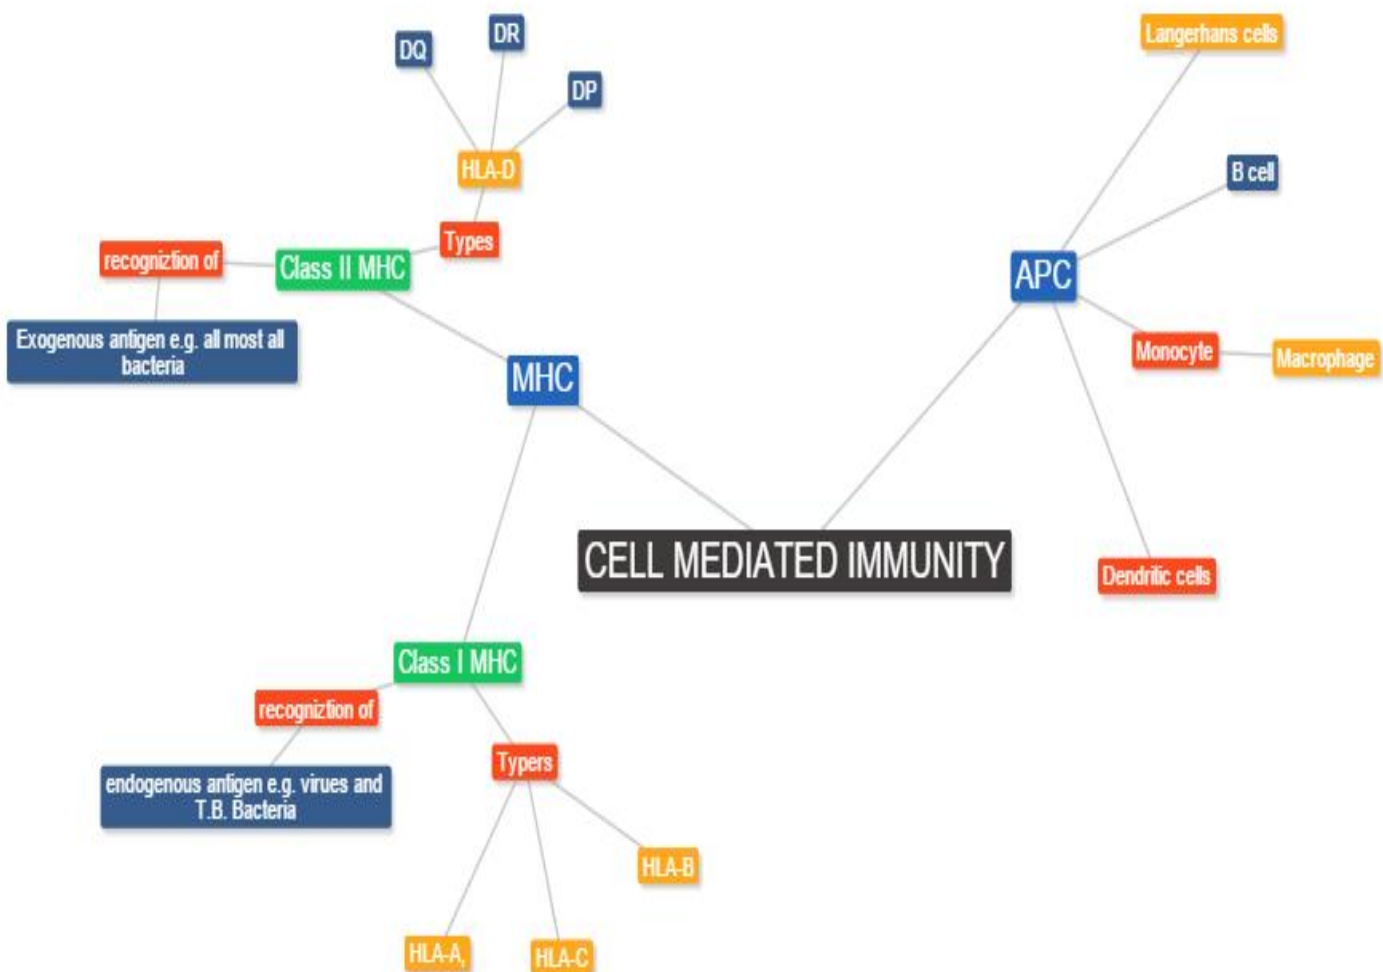 DR
Langerhans cells
DQ
DP
HLA-D
B cell
Types
recogniztion of
Class II MHC
APC
Exogenous antigen e.g. all most all
bacteria
Monocyte
Macrophage
MHC
CELL MEDIATED IMMUNITY
Dendritic cells
Class I MHC
recogniztion of
Typers
endogenous antigen e.g. virues and
T.B. Bacteria
HLA-B
HLA-A,
HLA-C